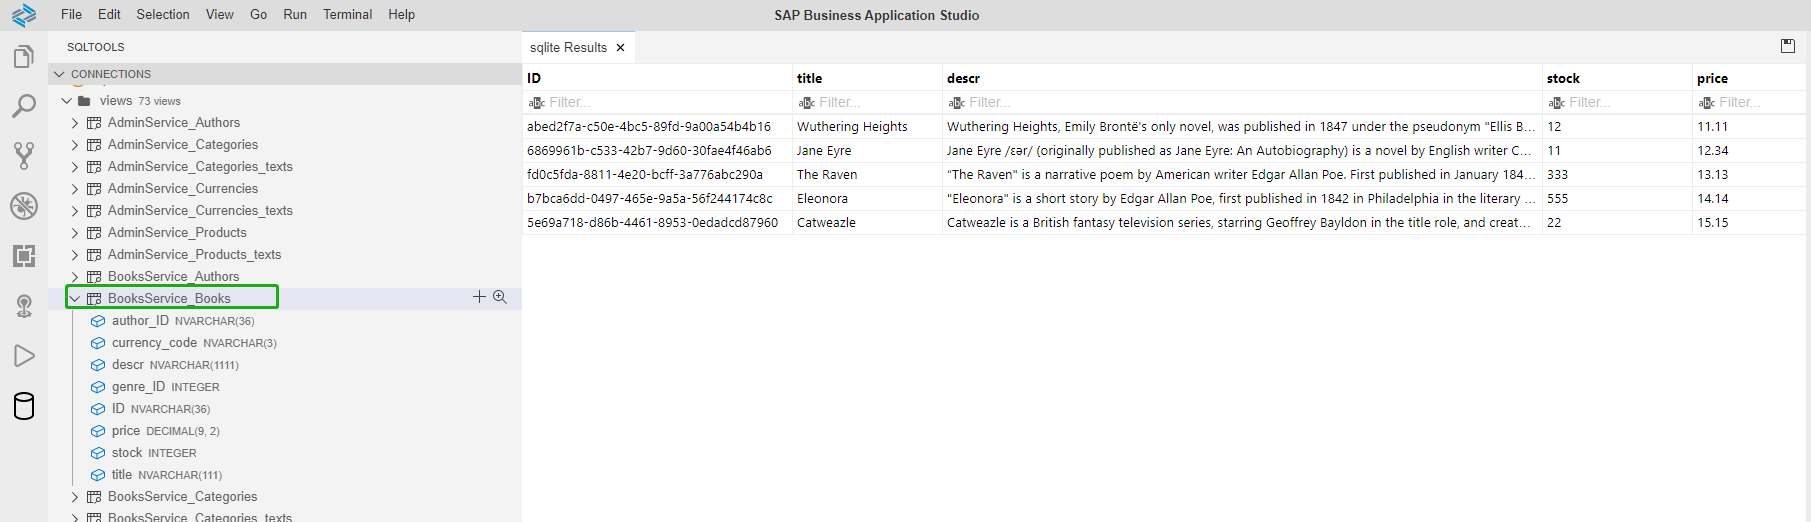 File Edit Selection View Go Run Terminal Help SAP Business Application Studio
SQLTOOLS
CONNECTIONS
views 73 views
AdminService_Authors
AdminService_Categories
AdminService_Categories_texts
AdminService_Currencies
AdminService_Currencies_texts
AdminService_Products
AdminService_Products_texts
BooksService_Authors
BooksService_Books
author_ID NVARCHAR(36)
currency_code NVARCHAR(3)
descr NVARCHAR(1111)
genre_ID INTEGER
ID NVARCHAR(36)
price DECIMAL(9, 2)
stock INTEGER
title NVARCHAR(111)
BooksService_Categories
BooksService_Categories_texts
sqlite Results
ID title descr stock price
abc Filter... abc Filter... abc Filter... abc Filter... abc Filter...
abed2f7a-c50e-4bc5-89fd-9a00a54b4b16 Wuthering Heights Wuthering Heights, Emily Brontë's only novel, was published in 1847 under the pseudonym "Ellis B... 12 11.11
6869961b-c533-42b7-9d60-30fae4f46ab6 Jane Eyre Jane Eyre /ɛər/ (originally published as Jane Eyre: An Autobiography) is a novel by English writer C... 11 12.34
fd0c5fda-8811-4e20-bcff-3a776abc290a The Raven "The Raven" is a narrative poem by American writer Edgar Allan Poe. First published in January 184... 333 13.13
b7bca6dd-0497-465e-9a5a-56f244174c8c Eleonora "Eleonora" is a short story by Edgar Allan Poe, first published in 1842 in Philadelphia in the literary ... 555 14.14
5e69a718-d86b-4461-8953-0edadcd87960 Catweazle Catweazle is a British fantasy television series, starring Geoffrey Bayldon in the title role, and creat... 22 15.15